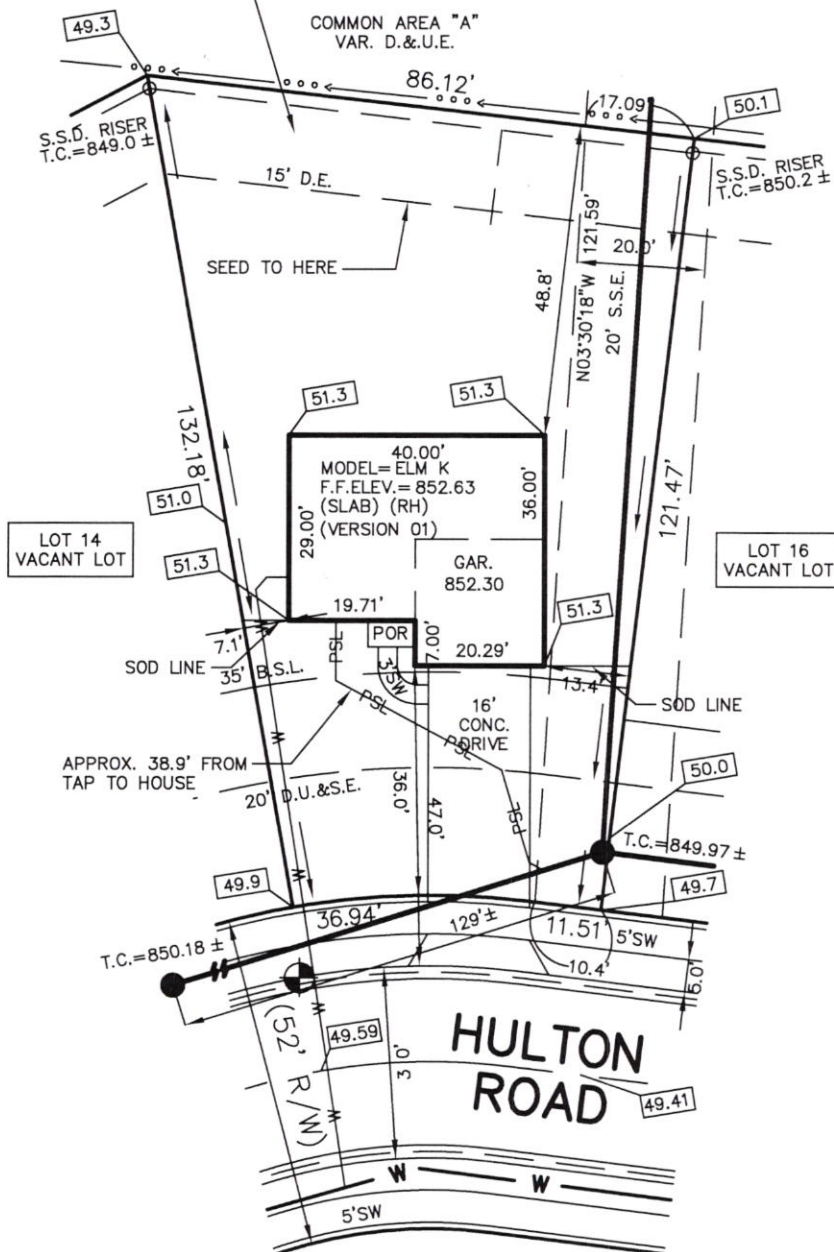 COMMON AREA "A"
VAR. D.&U.E.
49.3
86.12'
17.09'
50.1
S.S.D. RISER
T.C.=849.0 ±
S.S.D. RISER
T.C.=850.2 ±
15' D.E.
SEED TO HERE
48.8'
N03°30'18"W 121.59'
20.0'
20' S.S.E.
132.18'
121.47'
51.3
51.3
40.00'
MODEL= ELM K
F.F.ELEV.= 852.63
(SLAB) (RH)
(VERSION 01)
36.00'
29.00'
51.0
LOT 14
VACANT LOT
LOT 16
VACANT LOT
GAR.
852.30
51.3
19.71'
POR
7.00'
20.29'
51.3
7.1'
SOD LINE
35' B.S.L.
3'SW
PSL
PSL
PSL
PSL
13.4'
SOD LINE
16'
CONC.
DRIVE
APPROX. 38.9' FROM
TAP TO HOUSE
20' D.U.&S.E.
36.0'
47.0'
50.0
T.C.=849.97 ±
49.9
49.7
36.94'
129'±
11.51'
5'SW
10.4'
T.C.=850.18 ±
(52' R/W)
49.59
HULTON
ROAD
49.41
W
W
W
W
W
W
W
5'SW